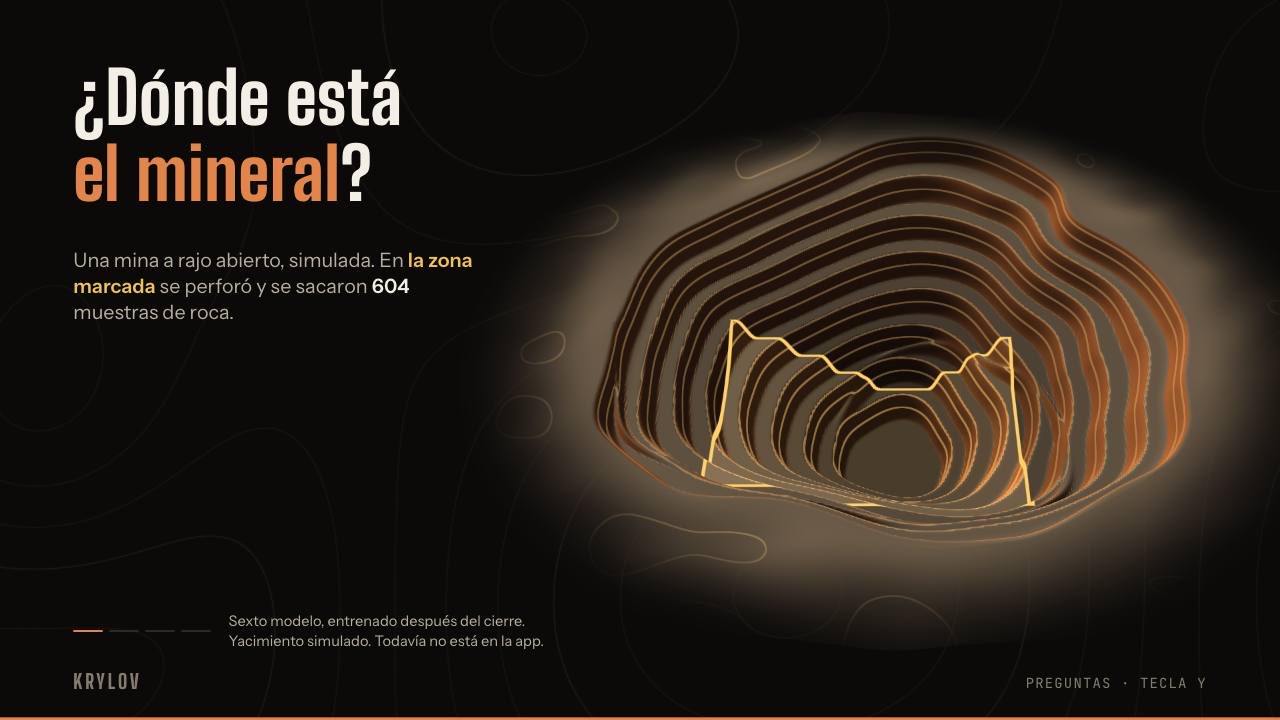 ¿Dónde está
el mineral?
Una mina a rajo abierto, simulada. En la zona
marcada se perforó y se sacaron 604
muestras de roca.
Sexto modelo, entrenado después del cierre.
Yacimiento simulado. Todavía no está en la app.
KRYLOV
PREGUNTAS · TECLA Y